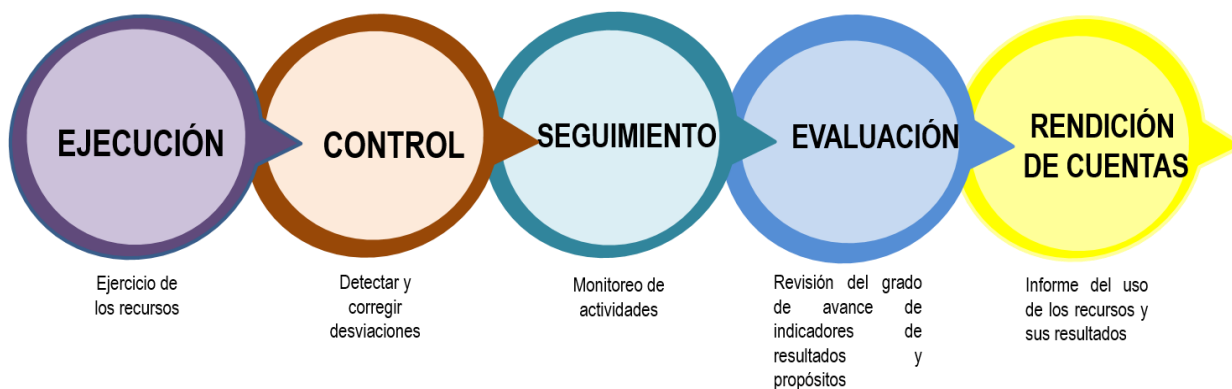 EJECUCIÓN
CONTROL
SEGUIMIENTO
EVALUACIÓN
RENDICIÓN
DE CUENTAS
Ejercicio de
los recursos
Detectar y
corregir
desviaciones
Monitoreo de
actividades
Revisión del grado
de avance de
indicadores de
resultados y
propósitos
Informe del uso
de los recursos y
sus resultados